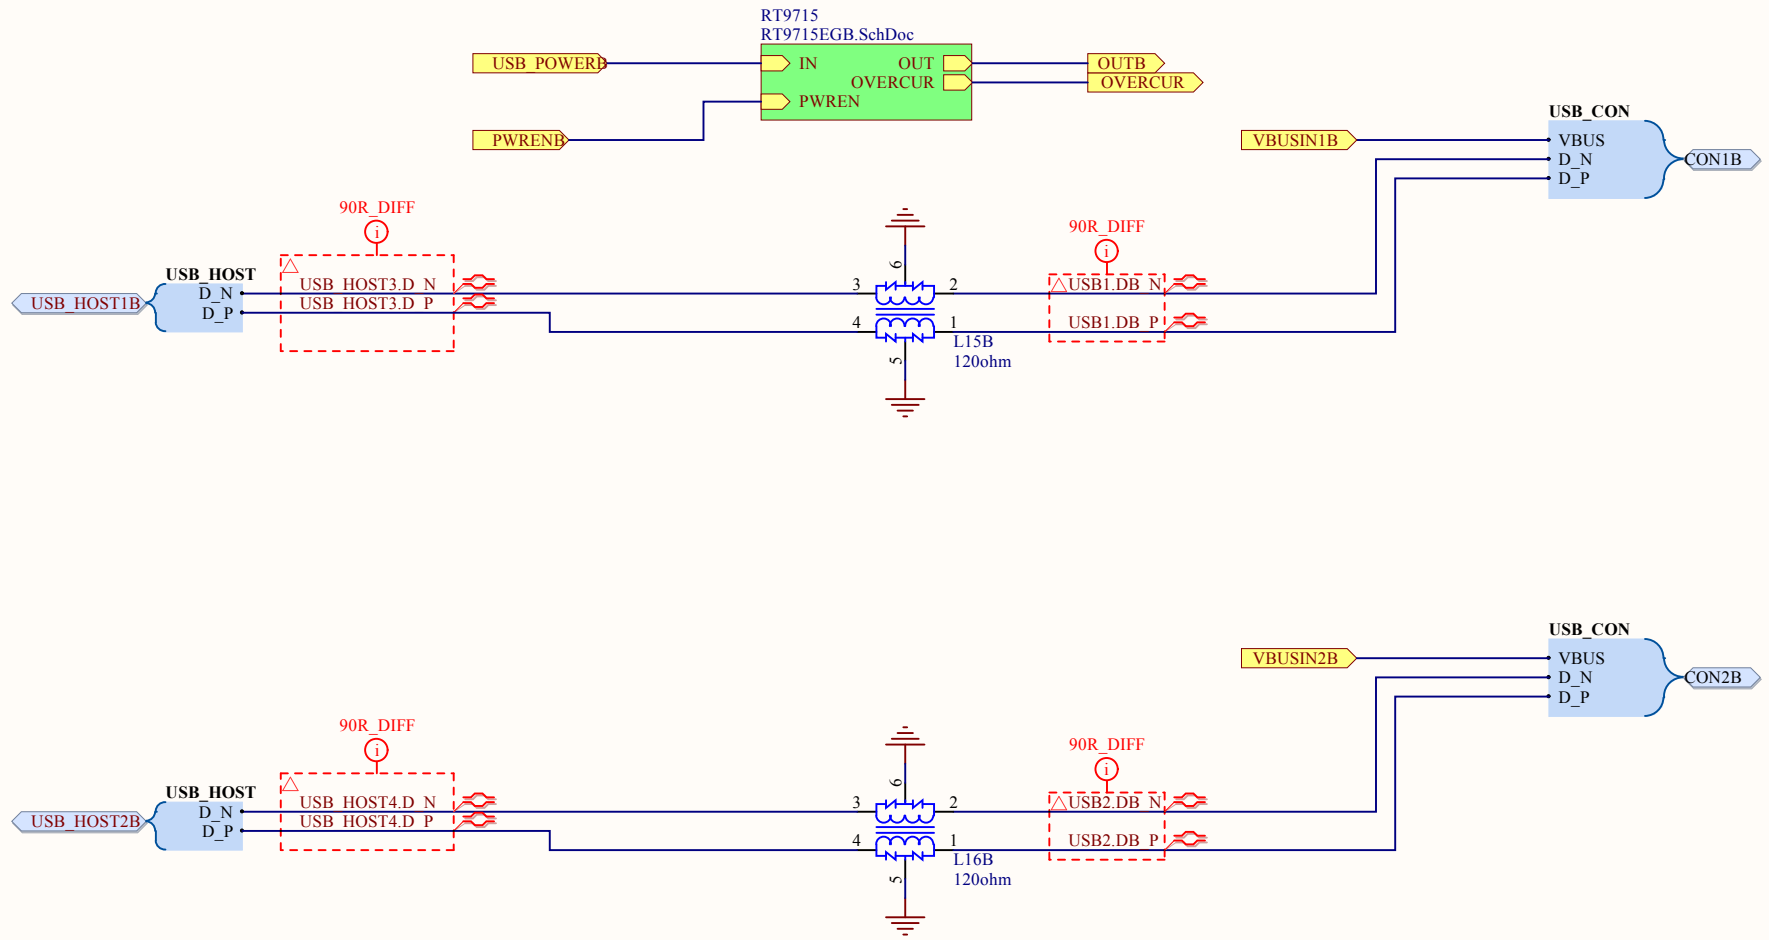 RT9715
RT9715EGB.SchDoc
USB_POWERB
IN
OUT
OUTB
OVERCUR
OVERCUR
PWREN
PWRENB
USB_CON
VBUSIN1B
VBUS
D_N
D_P
CON1B
90R_DIFF
i
90R_DIFF
i
USB_HOST
USB_HOST1B
D_N
D_P
USB_HOST3.D_N
USB_HOST3.D_P
3
6
2
4
1
5
L15B
120ohm
USB1.DB_N
USB1.DB_P
USB_CON
VBUSIN2B
VBUS
D_N
D_P
CON2B
90R_DIFF
i
90R_DIFF
i
USB_HOST
USB_HOST2B
D_N
D_P
USB_HOST4.D_N
USB_HOST4.D_P
3
6
2
4
1
5
L16B
120ohm
USB2.DB_N
USB2.DB_P